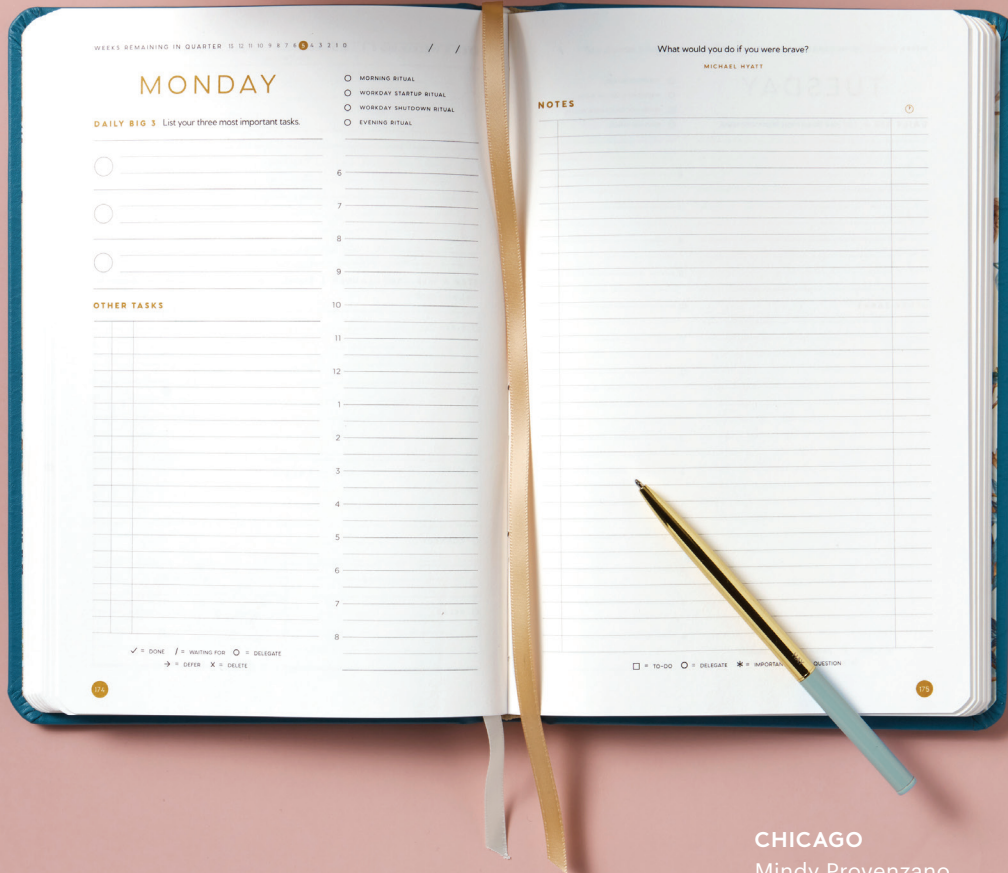 WEEKS REMAINING IN QUARTER 13 12 11 10 9 8 7 6 5 4 3 2 1 0
/ /
MONDAY
DAILY BIG 3 List your three most important tasks.
MORNING RITUAL
WORKDAY STARTUP RITUAL
WORKDAY SHUTDOWN RITUAL
EVENING RITUAL
6
7
8
9
OTHER TASKS
10
11
12
1
2
3
4
5
6
7
8
✓ = DONE / = WAITING FOR O = DELEGATE
→ = DEFER X = DELETE
174
What would you do if you were brave?
MICHAEL HYATT
NOTES
□ = TO-DO O = DELEGATE ✱ = IMPORTAN QUESTION
175
CHICAGO
Mindy Provenzano